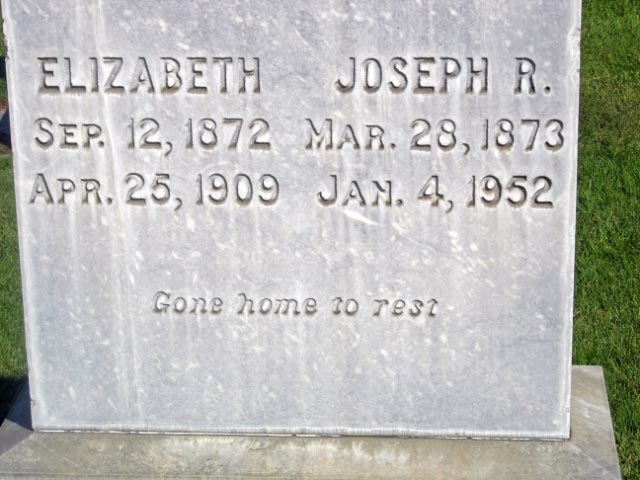 ELIZABETH JOSEPH R.
SEP. 12, 1872 MAR. 28, 1873
APR. 25, 1909 JAN. 4, 1952
Gone home to rest